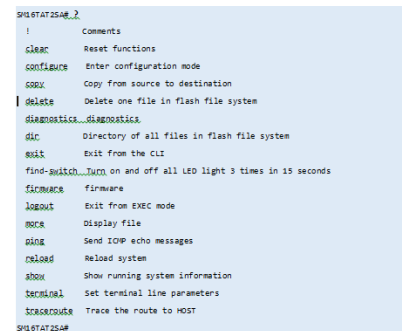 SM16TAT2SA# ?
! Comments
clear Reset functions
configure Enter configuration mode
copy Copy from source to destination
delete Delete one file in flash file system
diagnostics diagnostics
dir Directory of all files in flash file system
exit Exit from the CLI
find-switch Turn on and off all LED light 3 times in 15 seconds
firmware firmware
logout Exit from EXEC mode
more Display file
ping Send ICMP echo messages
reload Reload system
show Show running system information
terminal Set terminal line parameters
traceroute Trace the route to HOST
SM16TAT2SA#